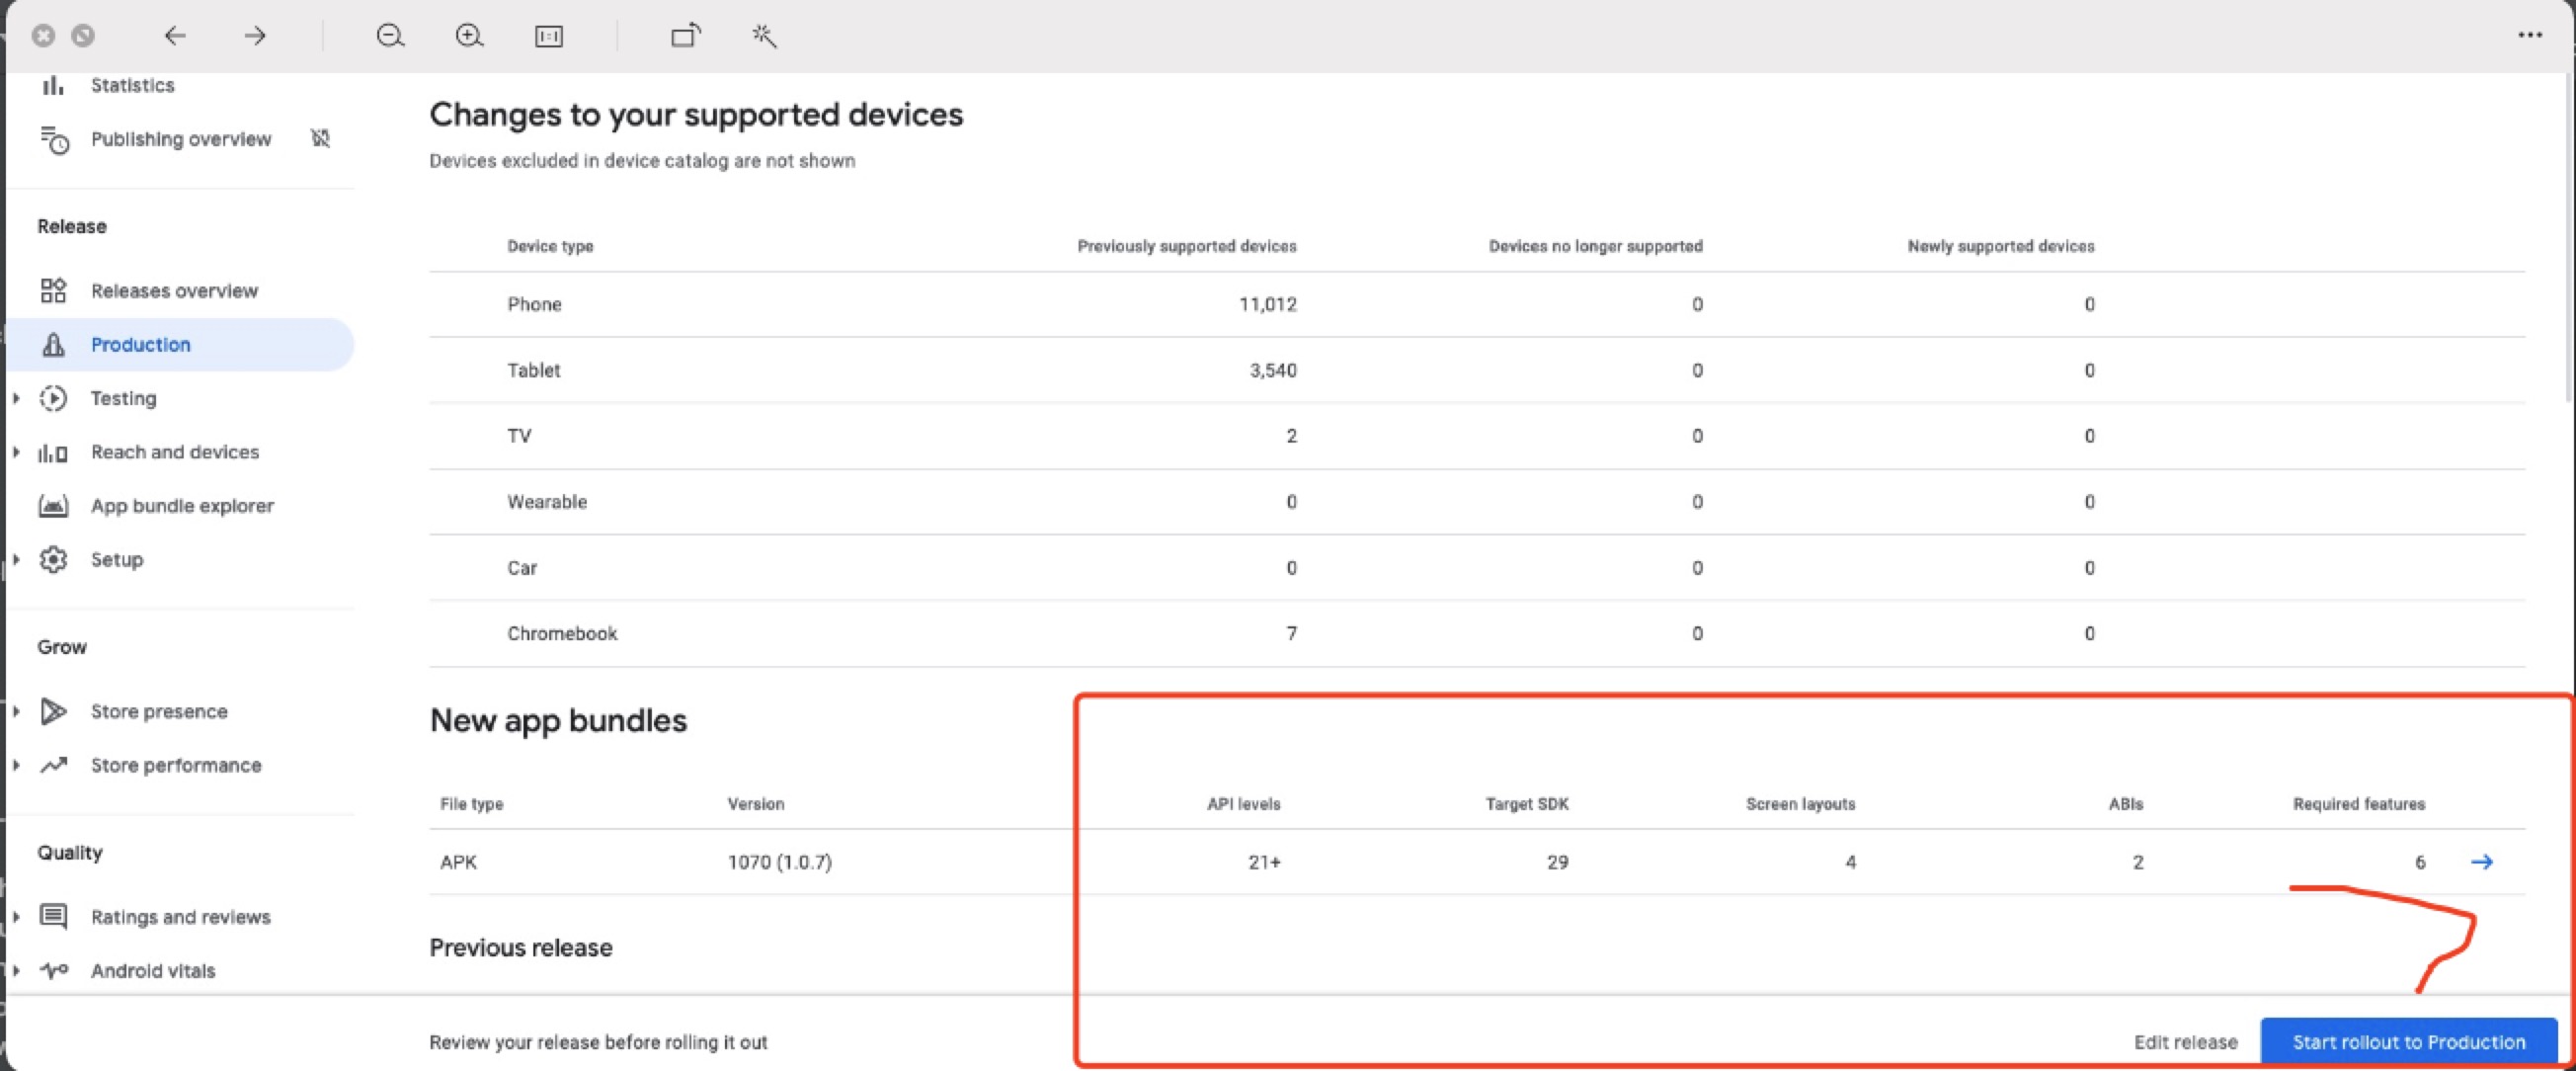 Statistics
Publishing overview
Release
Releases overview
Production
Testing
Reach and devices
App bundle explorer
Setup
Grow
Store presence
Store performance
Quality
Ratings and reviews
Android vitals
Changes to your supported devices
Devices excluded in device catalog are not shown
Device type Previously supported devices Devices no longer supported Newly supported devices
Phone 11,012 0 0
Tablet 3,540 0 0
TV 2 0 0
Wearable 0 0 0
Car 0 0 0
Chromebook 7 0 0
New app bundles
File type Version API levels Target SDK Screen layouts ABIs Required features
APK 1070 (1.0.7) 21+ 29 4 2 6
Previous release
Review your release before rolling it out Edit release Start rollout to Production